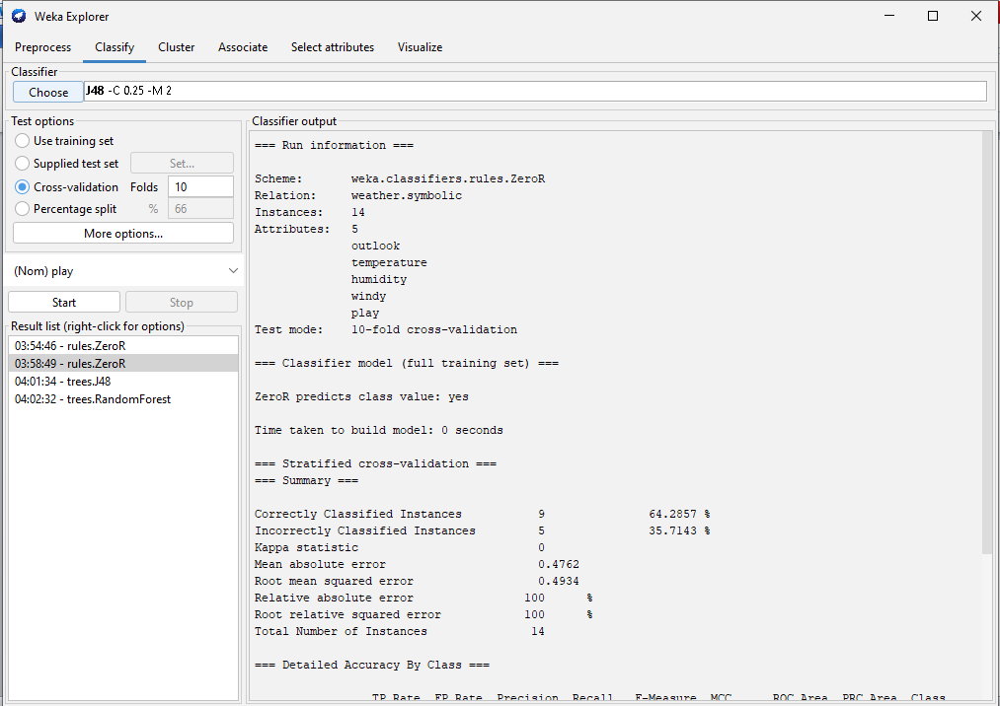 Weka Explorer
Preprocess Classify Cluster Associate Select attributes Visualize
Classifier
Choose J48 -C 0.25 -M 2
Test options
Use training set
Supplied test set Set...
Cross-validation Folds 10
Percentage split % 66
More options...
(Nom) play
Start Stop
Result list (right-click for options)
03:54:46 - rules.ZeroR
03:58:49 - rules.ZeroR
04:01:34 - trees.J48
04:02:32 - trees.RandomForest
Classifier output
=== Run information ===
Scheme: weka.classifiers.rules.ZeroR
Relation: weather.symbolic
Instances: 14
Attributes: 5
outlook
temperature
humidity
windy
play
Test mode: 10-fold cross-validation
=== Classifier model (full training set) ===
ZeroR predicts class value: yes
Time taken to build model: 0 seconds
=== Stratified cross-validation ===
=== Summary ===
Correctly Classified Instances 9 64.2857 %
Incorrectly Classified Instances 5 35.7143 %
Kappa statistic 0
Mean absolute error 0.4762
Root mean squared error 0.4934
Relative absolute error 100 %
Root relative squared error 100 %
Total Number of Instances 14
=== Detailed Accuracy By Class ===
TP Rate FP Rate Precision Recall F-Measure MCC ROC Area PRC Area Class